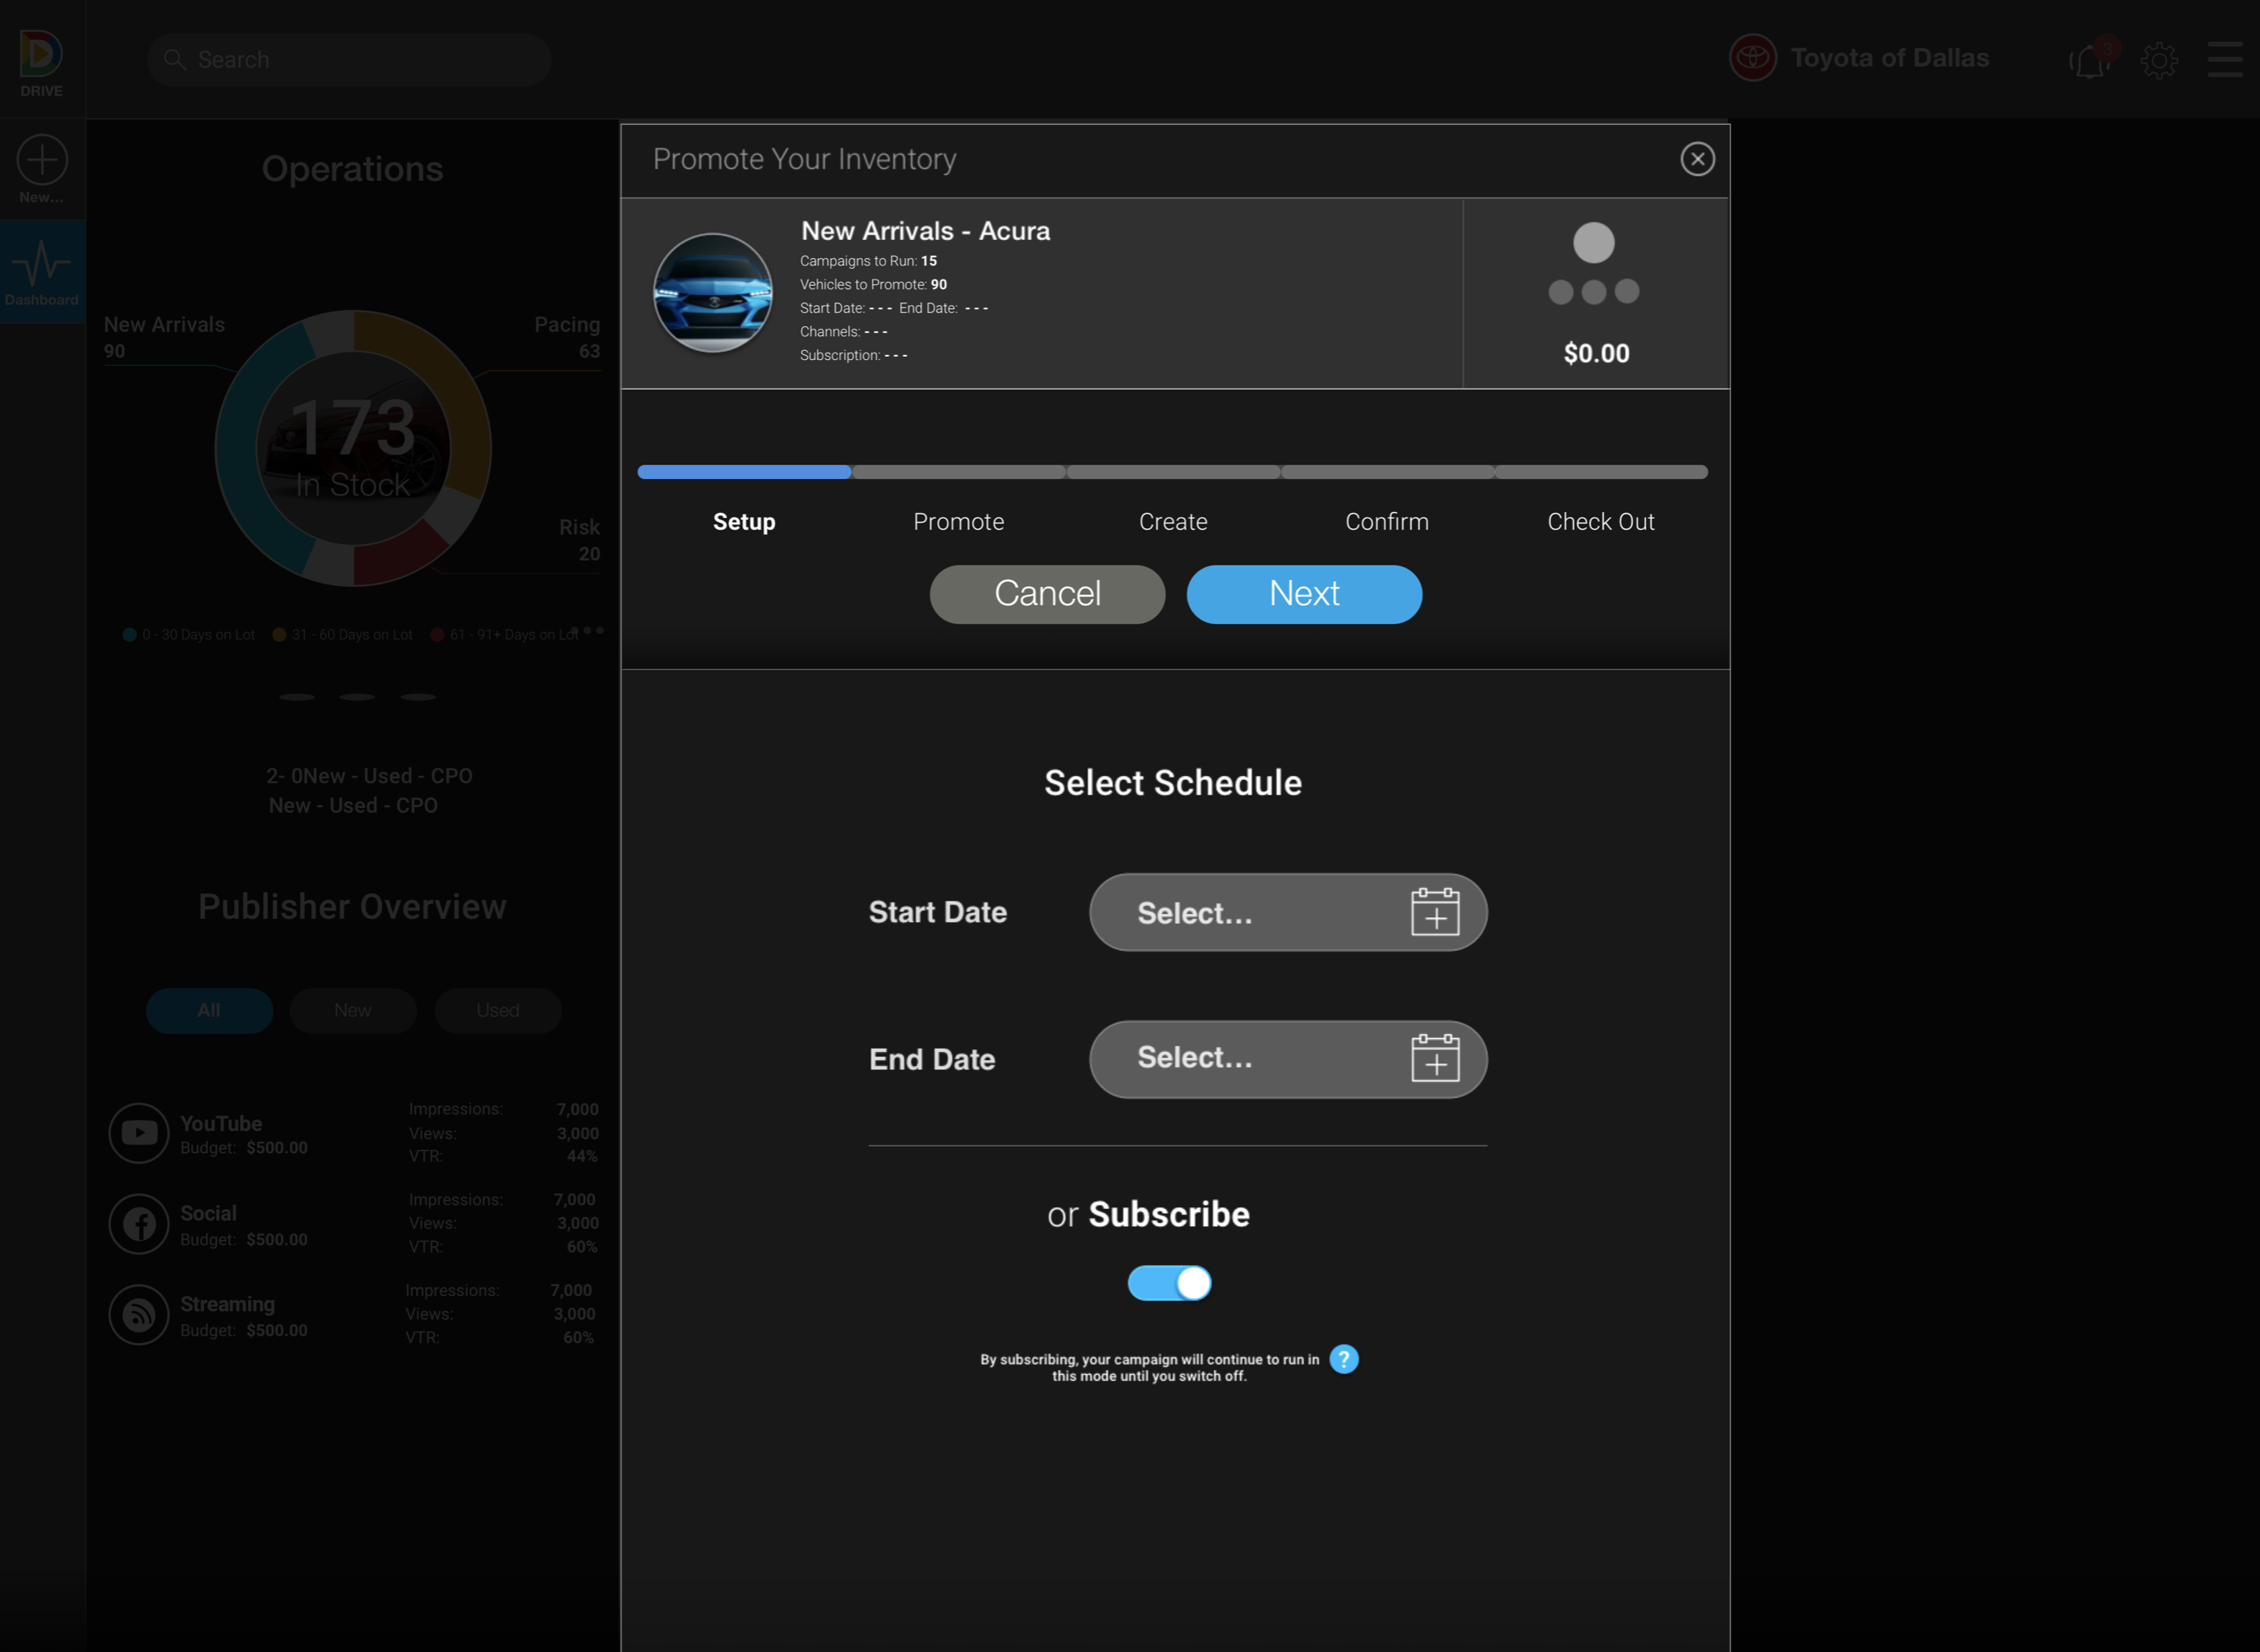 DRIVE
Search
Toyota of Dallas
3
New...
Dashboard
Operations
New Arrivals
90
Pacing
63
173
In Stock
Risk
20
0 - 30 Days on Lot
31 - 60 Days on Lot
61 - 91+ Days on Lot
2- 0New - Used - CPO
New - Used - CPO
Publisher Overview
All
New
Used
YouTube
Budget: $500.00
Impressions: 7,000
Views: 3,000
VTR: 44%
Social
Budget: $500.00
Impressions: 7,000
Views: 3,000
VTR: 60%
Streaming
Budget: $500.00
Impressions: 7,000
Views: 3,000
VTR: 60%
Promote Your Inventory
New Arrivals - Acura
Campaigns to Run: 15
Vehicles to Promote: 90
Start Date: - - - End Date: - - -
Channels: - - -
Subscription: - - -
$0.00
Setup
Promote
Create
Confirm
Check Out
Cancel
Next
Select Schedule
Start Date
Select...
End Date
Select...
or Subscribe
By subscribing, your campaign will continue to run in
this mode until you switch off.
?